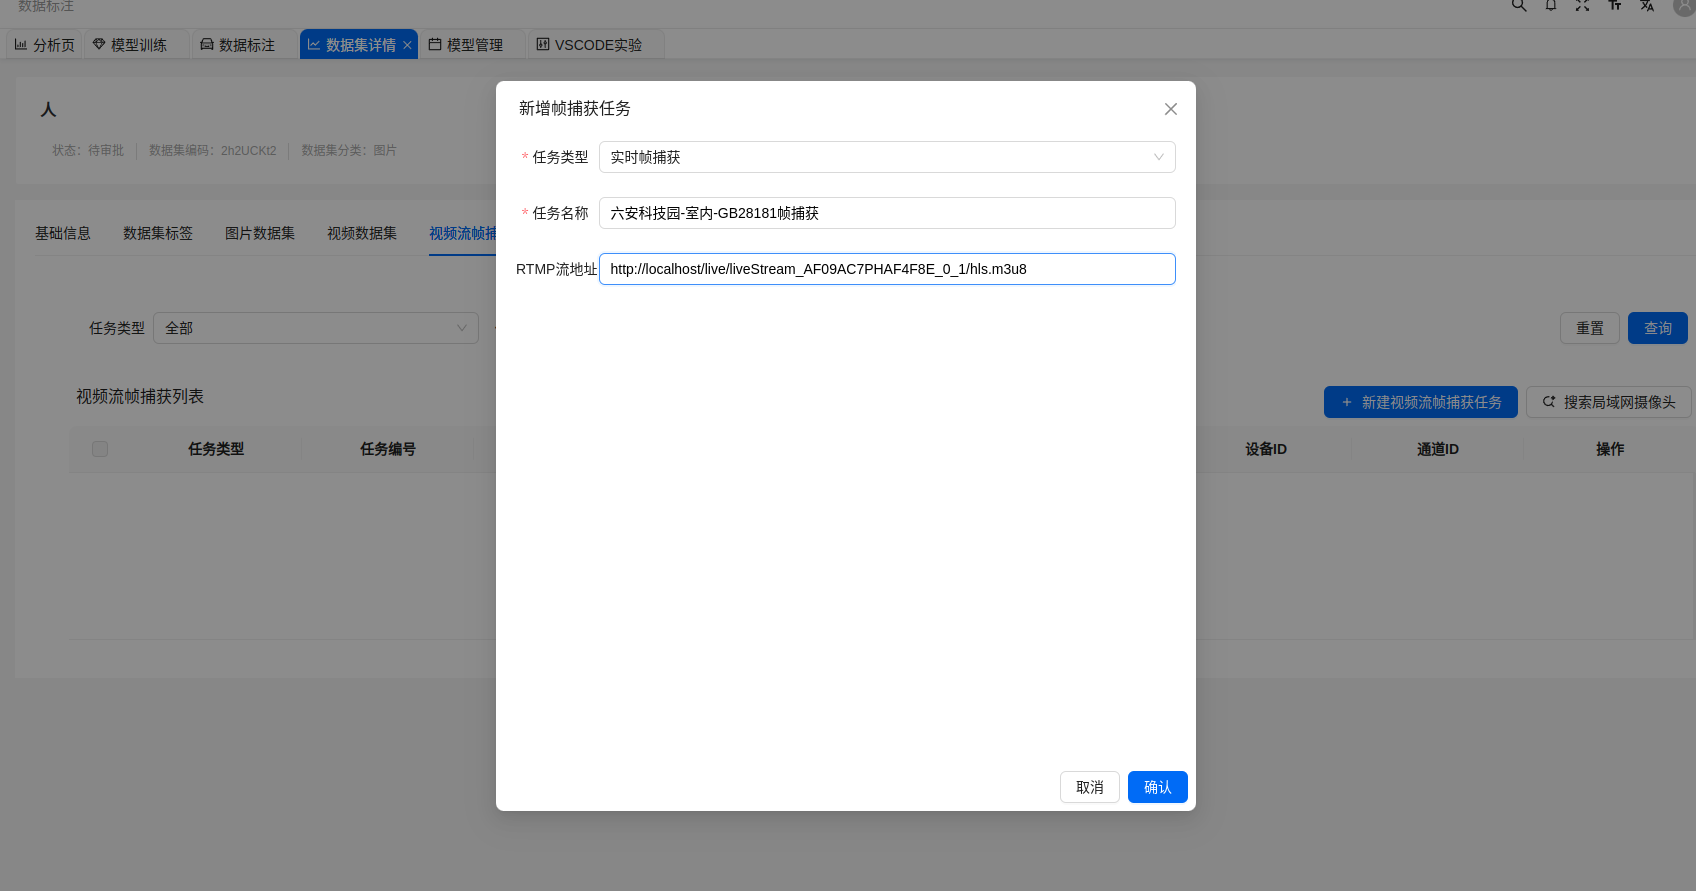 数据标注
分析页
模型训练
数据标注
数据集详情
模型管理
VSCODE实验
人
状态：待审批
数据集编码：2h2UCKt2
数据集分类：图片
基础信息
数据集标签
图片数据集
视频数据集
视频流帧捕
任务类型
全部
重置
查询
视频流帧捕获列表
+ 新建视频流帧捕获任务
搜索局域网摄像头
任务类型
任务编号
设备ID
通道ID
操作
新增帧捕获任务
* 任务类型
实时帧捕获
* 任务名称
六安科技园-室内-GB28181帧捕获
RTMP流地址
http://localhost/live/liveStream_AF09AC7PHAF4F8E_0_1/hls.m3u8
取消
确认